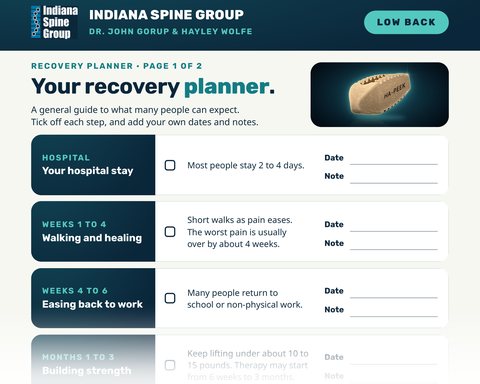 Indiana
Spine
Group
INDIANA SPINE GROUP
DR. JOHN GORUP & HAYLEY WOLFE
LOW BACK
RECOVERY PLANNER • PAGE 1 OF 2
Your recovery planner.
A general guide to what many people can expect.
Tick off each step, and add your own dates and notes.
HA-PEEK
HOSPITAL
Your hospital stay
Most people stay 2 to 4 days.
Date
Note
WEEKS 1 TO 4
Walking and healing
Short walks as pain eases.
The worst pain is usually
over by about 4 weeks.
Date
Note
WEEKS 4 TO 6
Easing back to work
Many people return to
school or non-physical work.
Date
Note
MONTHS 1 TO 3
Building strength
Keep lifting under about 10 to
15 pounds. Therapy may start
from 6 weeks to 3 months.
Date
Note